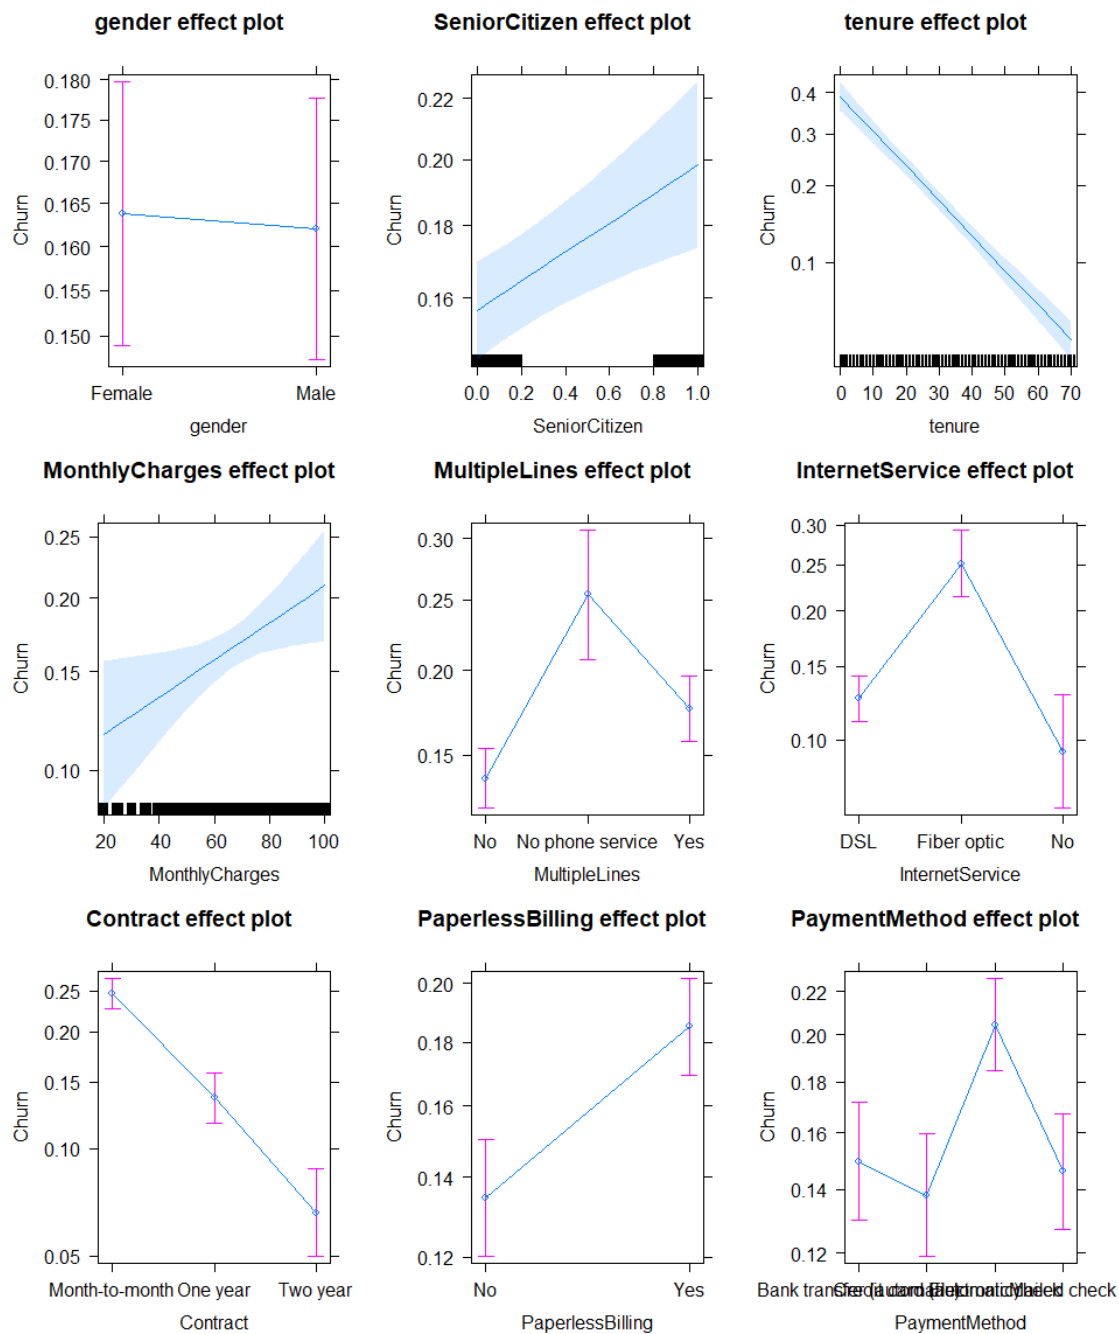 gender effect plot
0.180
0.175
0.170
0.165
0.160
0.155
0.150
Churn
Female Male
gender
SeniorCitizen effect plot
0.22
0.20
0.18
0.16
Churn
0.0 0.2 0.4 0.6 0.8 1.0
SeniorCitizen
tenure effect plot
0.4
0.3
0.2
0.1
Churn
0 10 20 30 40 50 60 70
tenure
MonthlyCharges effect plot
0.25
0.20
0.15
0.10
Churn
20 40 60 80 100
MonthlyCharges
MultipleLines effect plot
0.30
0.25
0.20
0.15
Churn
No No phone service Yes
MultipleLines
InternetService effect plot
0.30
0.25
0.20
0.15
0.10
Churn
DSL Fiber optic No
InternetService
Contract effect plot
0.25
0.20
0.15
0.10
0.05
Churn
Month-to-month One year Two year
Contract
PaperlessBilling effect plot
0.20
0.18
0.16
0.14
0.12
Churn
No Yes
PaperlessBilling
PaymentMethod effect plot
0.22
0.20
0.18
0.16
0.14
0.12
Churn
Bank check
PaymentMethod